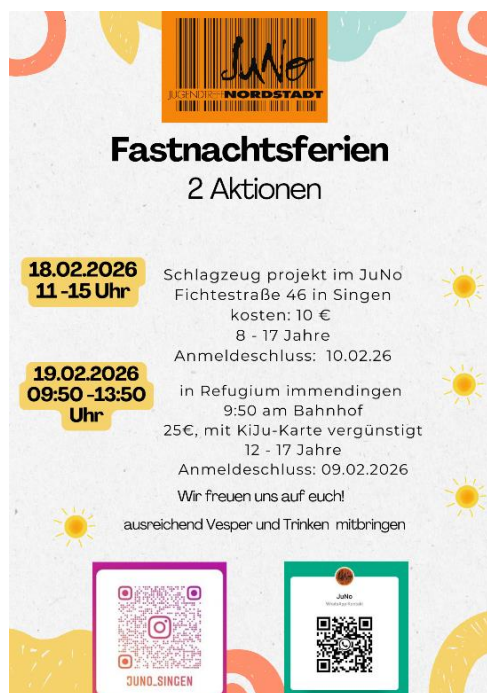 JuNo
JUGENDTREFF NORDSTADT
Fastnachtsferien
2 Aktionen
18.02.2026
11 -15 Uhr
Schlagzeug projekt im JuNo
Fichtestraße 46 in Singen
kosten: 10 €
8 - 17 Jahre
Anmeldeschluss: 10.02.26
19.02.2026
09:50 -13:50
Uhr
in Refugium immendingen
9:50 am Bahnhof
25€, mit KiJu-Karte vergünstigt
12 - 17 Jahre
Anmeldeschluss: 09.02.2026
Wir freuen uns auf euch!
ausreichend Vesper und Trinken mitbringen
JUNO_SINGEN
JuNo
WhatsApp-Kontakt